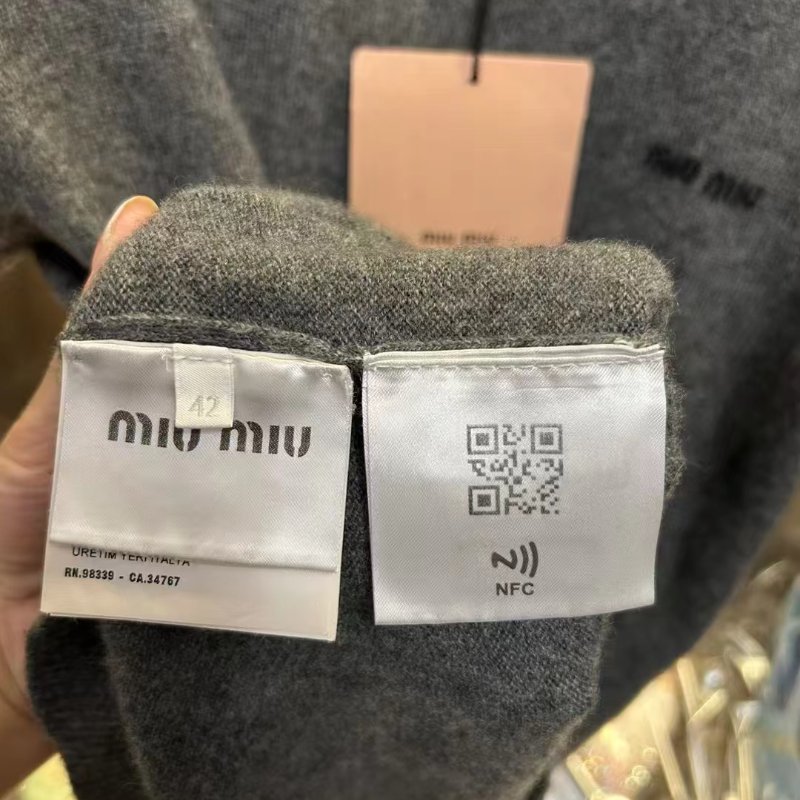 miu miu
miu miu
42
miu miu
URETIM YERI ITALYA
RN.98339 - CA.34767
NFC